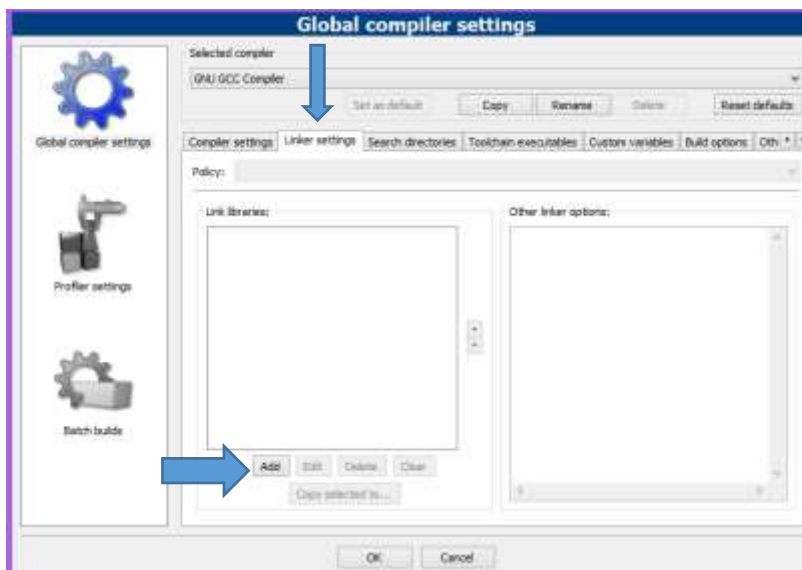 Global compiler settings
Selected compiler
GNU GCC Compiler
Set as default Copy Rename Delete Reset defaults
Global compiler settings
Compiler settings Linker settings Search directories Toolchain executables Custom variables Build options Oth
Policy:
Link libraries:
Other linker options:
Profiler settings
Batch builds
Add Edit Delete Clear
Copy selected to...
OK Cancel